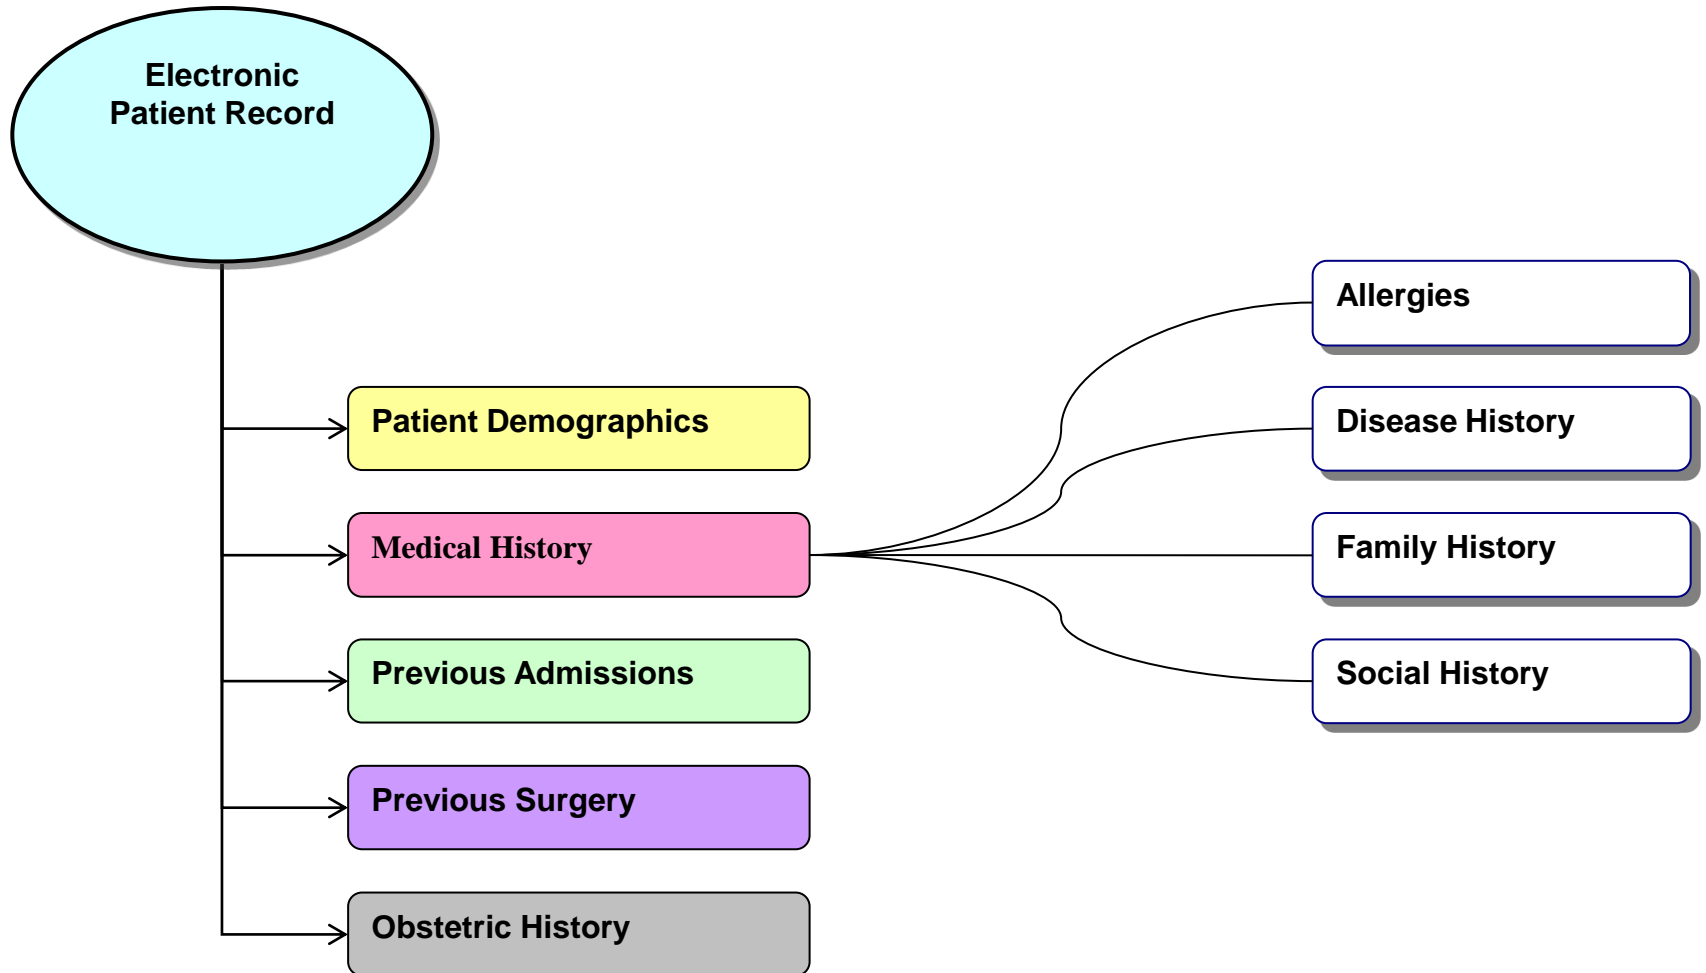 Electronic
Patient Record
Patient Demographics
Medical History
Previous Admissions
Previous Surgery
Obstetric History
Allergies
Disease History
Family History
Social History